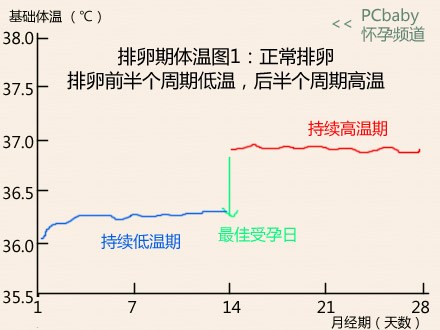 基础体温（℃）
<< PCbaby
怀孕频道
排卵期体温图1：正常排卵
排卵前半个周期低温，后半个周期高温
38.0
37.5
37.0
36.5
36.0
35.5
持续高温期
持续低温期
最佳受孕日
1 7 14 21 28
月经期（天数）